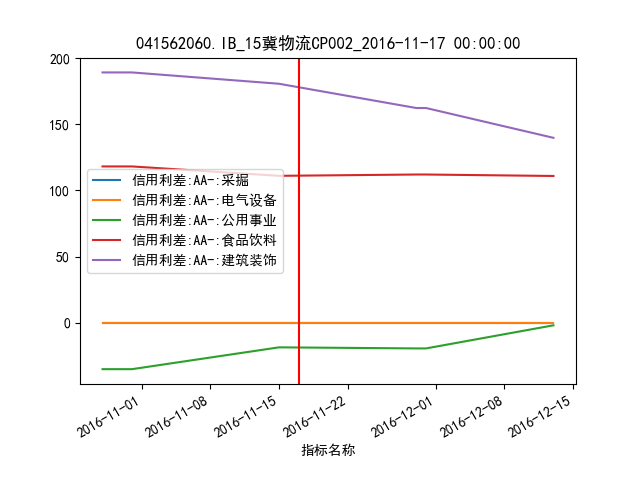 041562060.IB_15冀物流CP002_2016-11-17 00:00:00
200
150
100
50
0
信用利差:AA-:采掘
信用利差:AA-:电气设备
信用利差:AA-:公用事业
信用利差:AA-:食品饮料
信用利差:AA-:建筑装饰
2016-11-01
2016-11-08
2016-11-15
2016-11-22
2016-12-01
2016-12-08
2016-12-15
指标名称